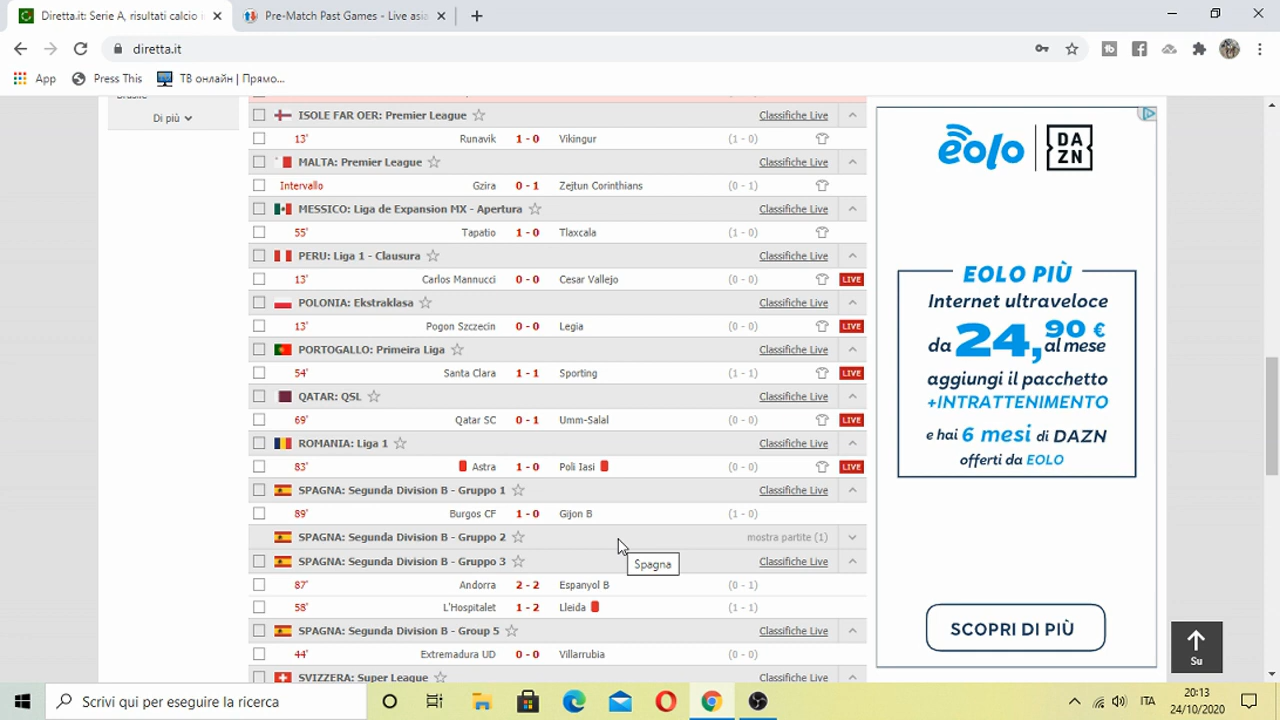 Diretta.it: Serie A, risultati calcio
Pre-Match Past Games - Live asia
diretta.it
App Press This ТВ онлайн | Прямо...
Di più
ISOLE FAR OER: Premier League Classifiche Live
13' Runavik 1 - 0 Vikingur (1 - 0)
MALTA: Premier League Classifiche Live
Intervallo Gzira 0 - 1 Zejtun Corinthians (0 - 1)
MESSICO: Liga de Expansion MX - Apertura Classifiche Live
55' Tapatio 1 - 0 Tlaxcala (1 - 0)
PERU: Liga 1 - Clausura Classifiche Live
13' Carlos Mannucci 0 - 0 Cesar Vallejo (0 - 0) LIVE
POLONIA: Ekstraklasa Classifiche Live
13' Pogon Szczecin 0 - 0 Legia (0 - 0) LIVE
PORTOGALLO: Primeira Liga Classifiche Live
54' Santa Clara 1 - 1 Sporting (1 - 1) LIVE
QATAR: QSL Classifiche Live
69' Qatar SC 0 - 1 Umm-Salal (0 - 1) LIVE
ROMANIA: Liga 1 Classifiche Live
83' Astra 1 - 0 Poli Iasi (0 - 0) LIVE
SPAGNA: Segunda Division B - Gruppo 1 Classifiche Live
89' Burgos CF 1 - 0 Gijon B (1 - 0)
SPAGNA: Segunda Division B - Gruppo 2 mostra partite (1)
Spagna
SPAGNA: Segunda Division B - Gruppo 3 Classifiche Live
87' Andorra 2 - 2 Espanyol B (0 - 1)
58' L'Hospitalet 1 - 2 Lleida (1 - 1)
SPAGNA: Segunda Division B - Group 5 Classifiche Live
44' Extremadura UD 0 - 0 Villarrubia (0 - 0)
SVIZZERA: Super League Classifiche Live
eolo DAZN
EOLO PIÙ
Internet ultraveloce
da 24,90 € al mese
aggiungi il pacchetto
+INTRATTENIMENTO
e hai 6 mesi di DAZN
offerti da EOLO
SCOPRI DI PIÙ
Su
Scrivi qui per eseguire la ricerca
ITA
20:13
24/10/2020